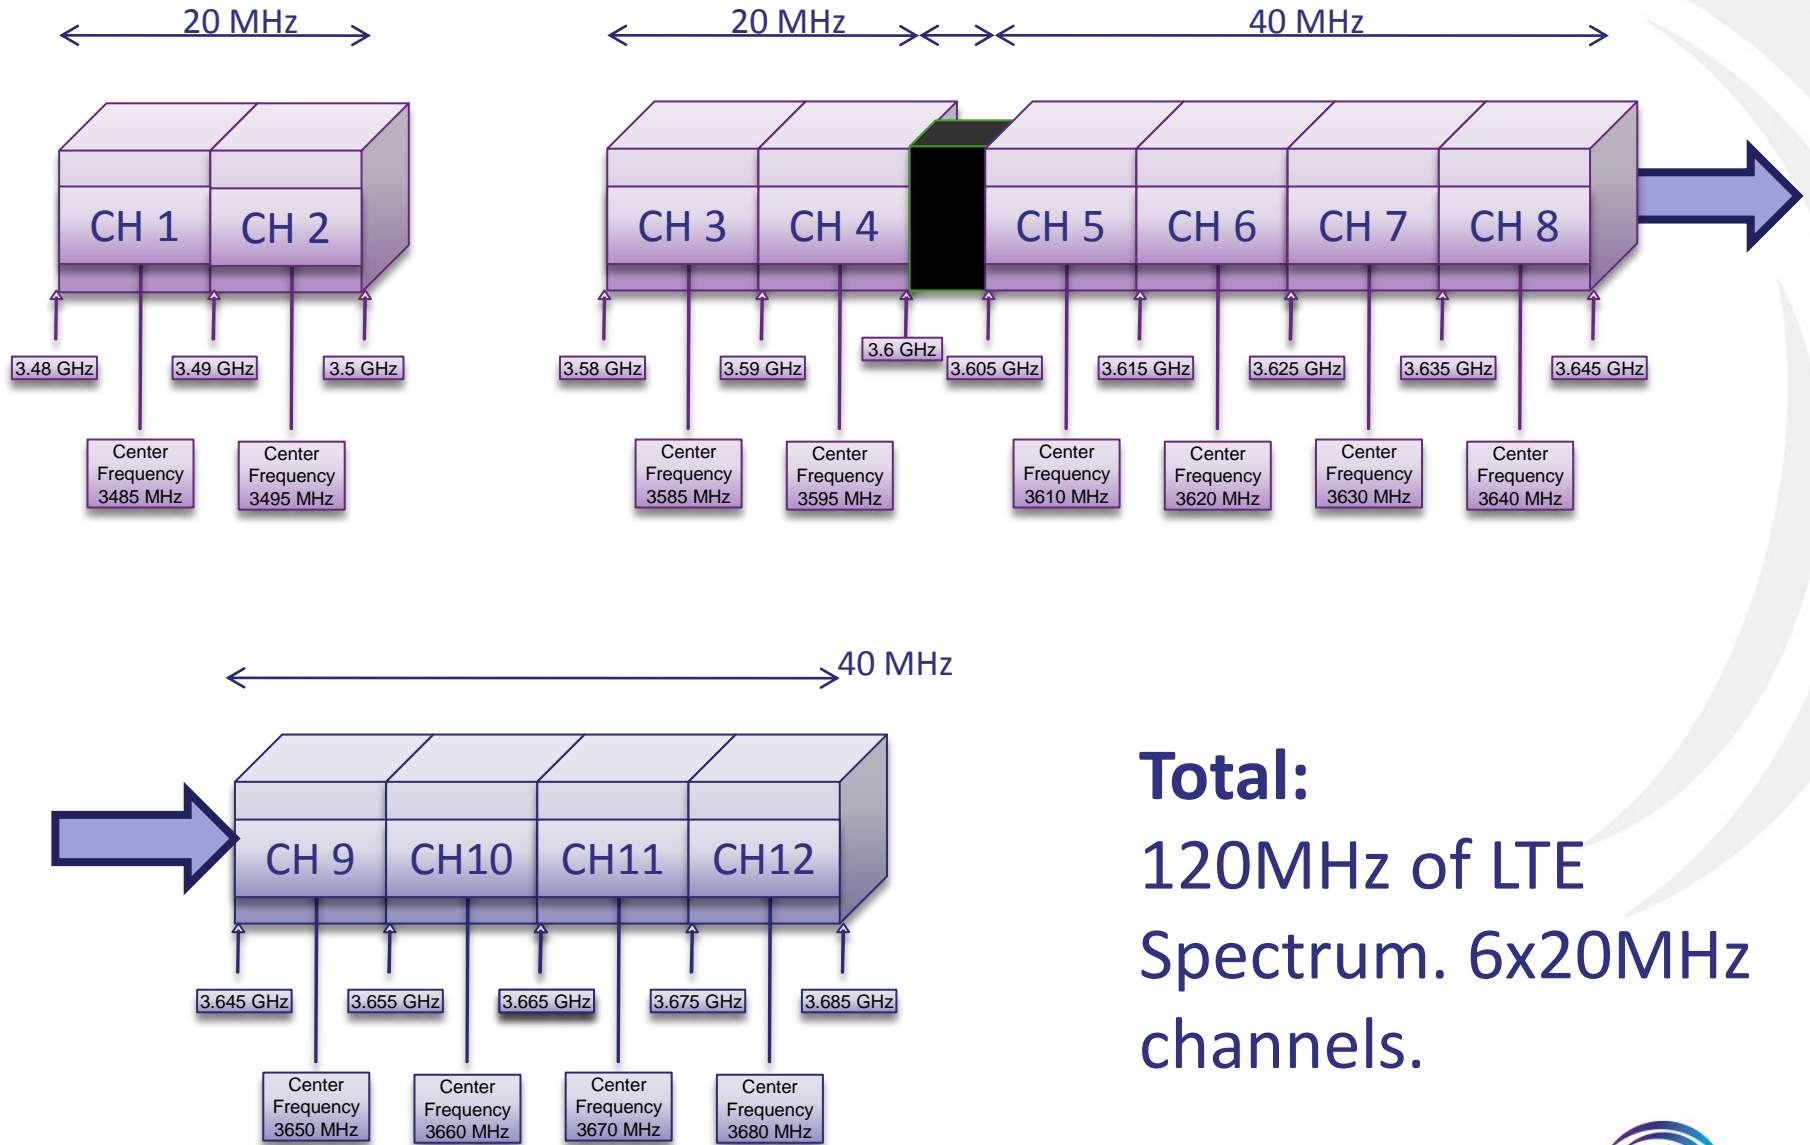 20 MHz
20 MHz
40 MHz
CH 1
CH 2
CH 3
CH 4
CH 5
CH 6
CH 7
CH 8
3.48 GHz
3.49 GHz
3.5 GHz
3.58 GHz
3.59 GHz
3.6 GHz
3.605 GHz
3.615 GHz
3.625 GHz
3.635 GHz
3.645 GHz
Center
Frequency
3485 MHz
Center
Frequency
3495 MHz
Center
Frequency
3585 MHz
Center
Frequency
3595 MHz
Center
Frequency
3610 MHz
Center
Frequency
3620 MHz
Center
Frequency
3630 MHz
Center
Frequency
3640 MHz
40 MHz
CH 9
CH10
CH11
CH12
3.645 GHz
3.655 GHz
3.665 GHz
3.675 GHz
3.685 GHz
Center
Frequency
3650 MHz
Center
Frequency
3660 MHz
Center
Frequency
3670 MHz
Center
Frequency
3680 MHz
Total:
120MHz of LTE
Spectrum. 6x20MHz
channels.